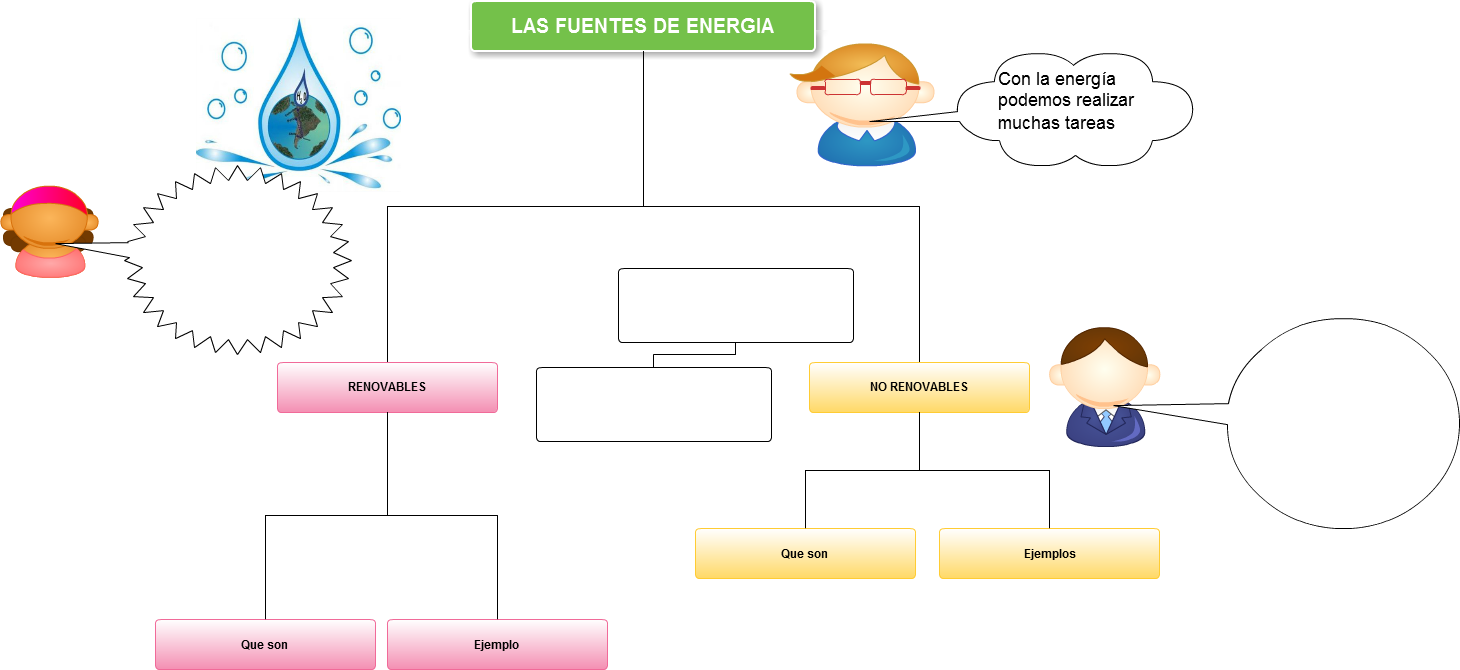 LAS FUENTES DE ENERGIA
Con la energía
podemos realizar
muchas tareas
RENOVABLES
NO RENOVABLES
Que son
Ejemplos
Que son
Ejemplo